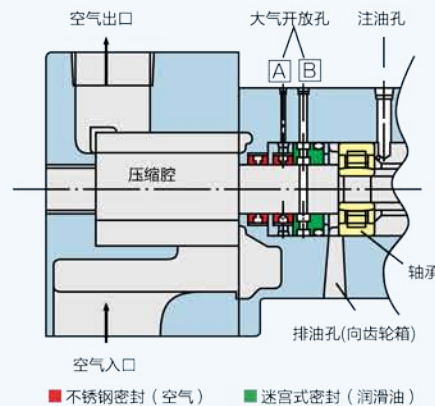 空气出口
大气开放孔
注油孔
A B
压缩腔
轴承
排油孔(向齿轮箱)
空气入口
不锈钢密封（空气）
迷宫式密封（润滑油）